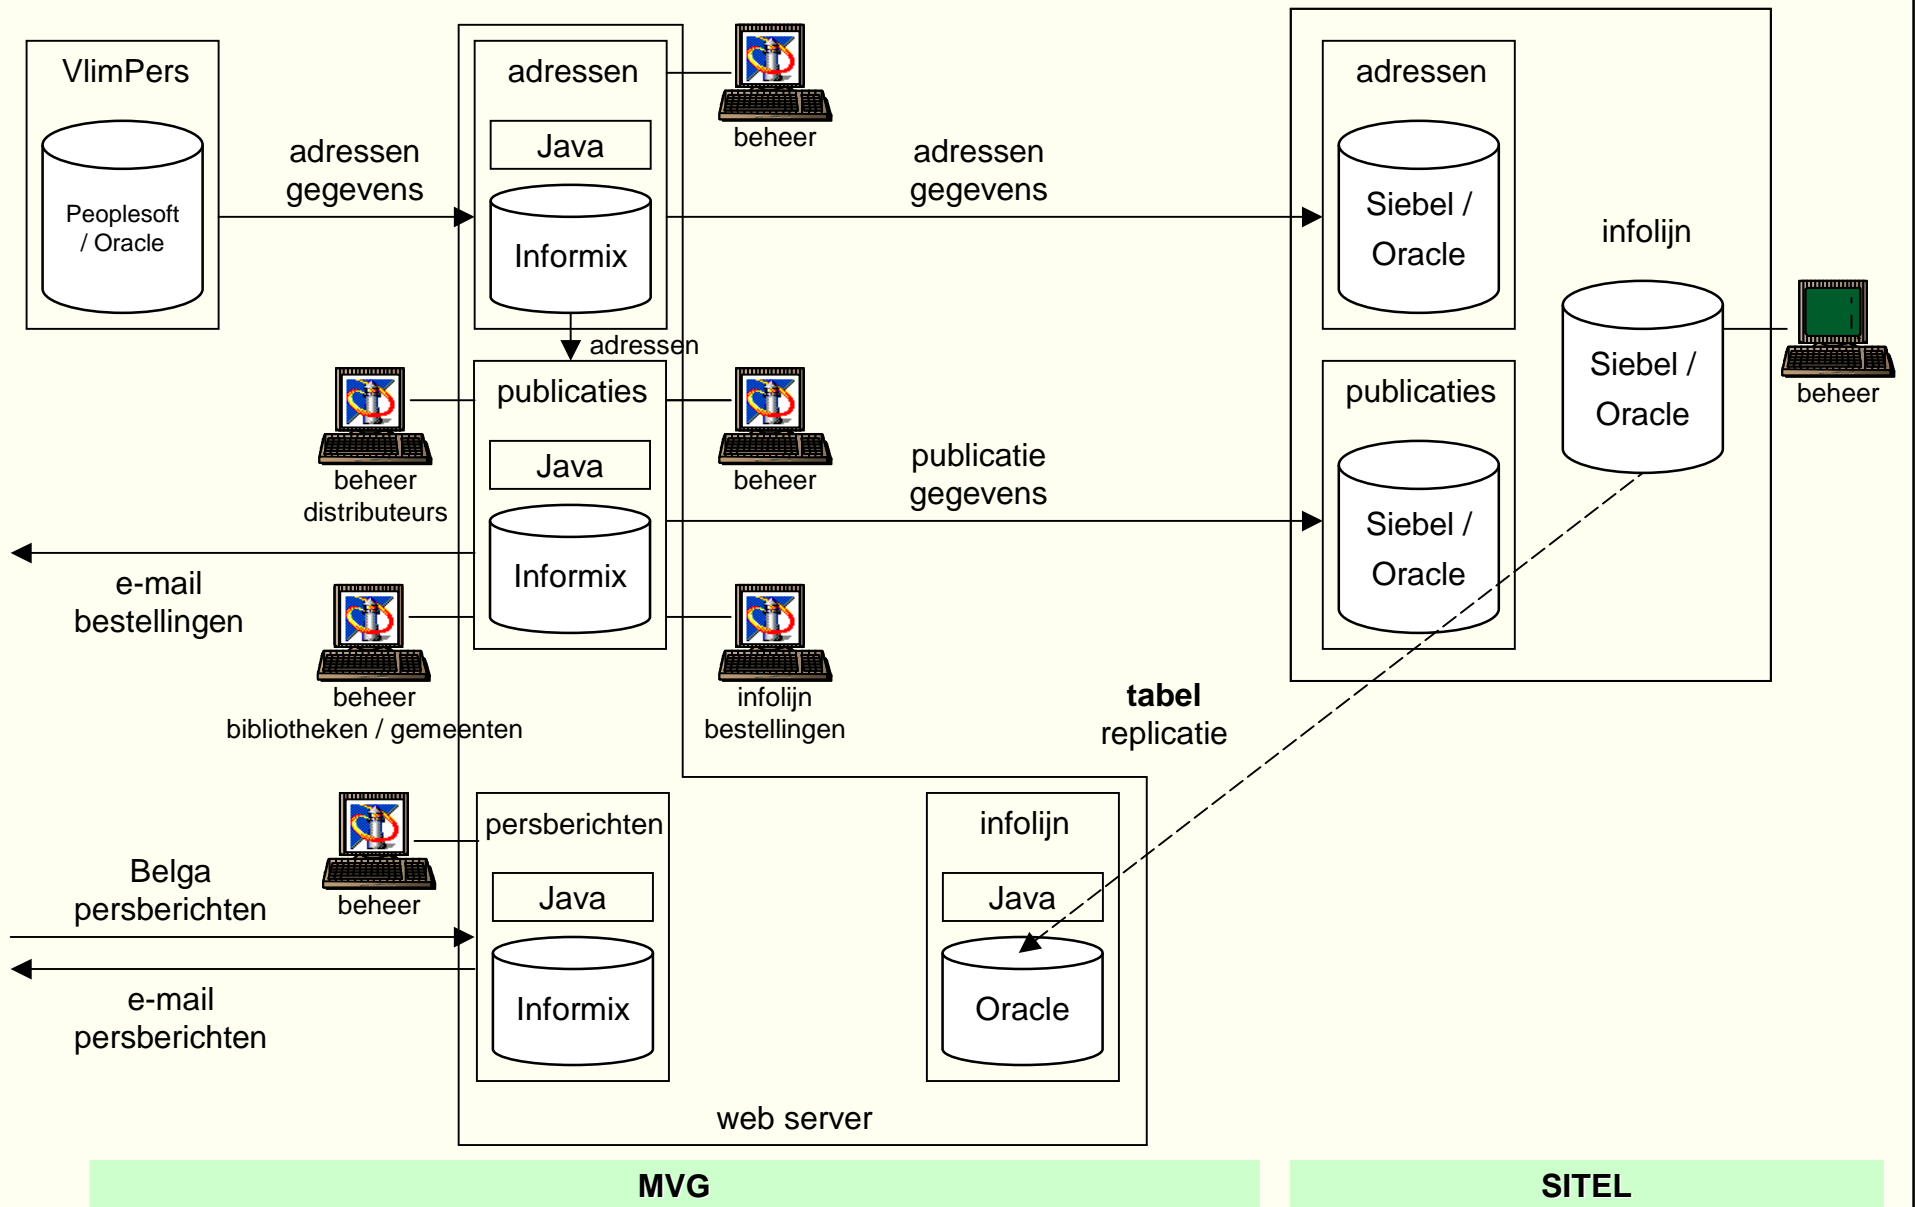 VlimPers
Peoplesoft
/ Oracle
adressen
gegevens
adressen
Java
Informix
beheer
adressen
gegevens
adressen
Siebel /
Oracle
infolijn
Siebel /
Oracle
beheer
adressen
publicaties
Java
Informix
beheer
distributeurs
beheer
publicatie
gegevens
publicaties
Siebel /
Oracle
e-mail
bestellingen
beheer
bibliotheken / gemeenten
infolijn
bestellingen
tabel
replicatie
persberichten
Java
Informix
beheer
Belga
persberichten
e-mail
persberichten
infolijn
Java
Oracle
web server
MVG
SITEL